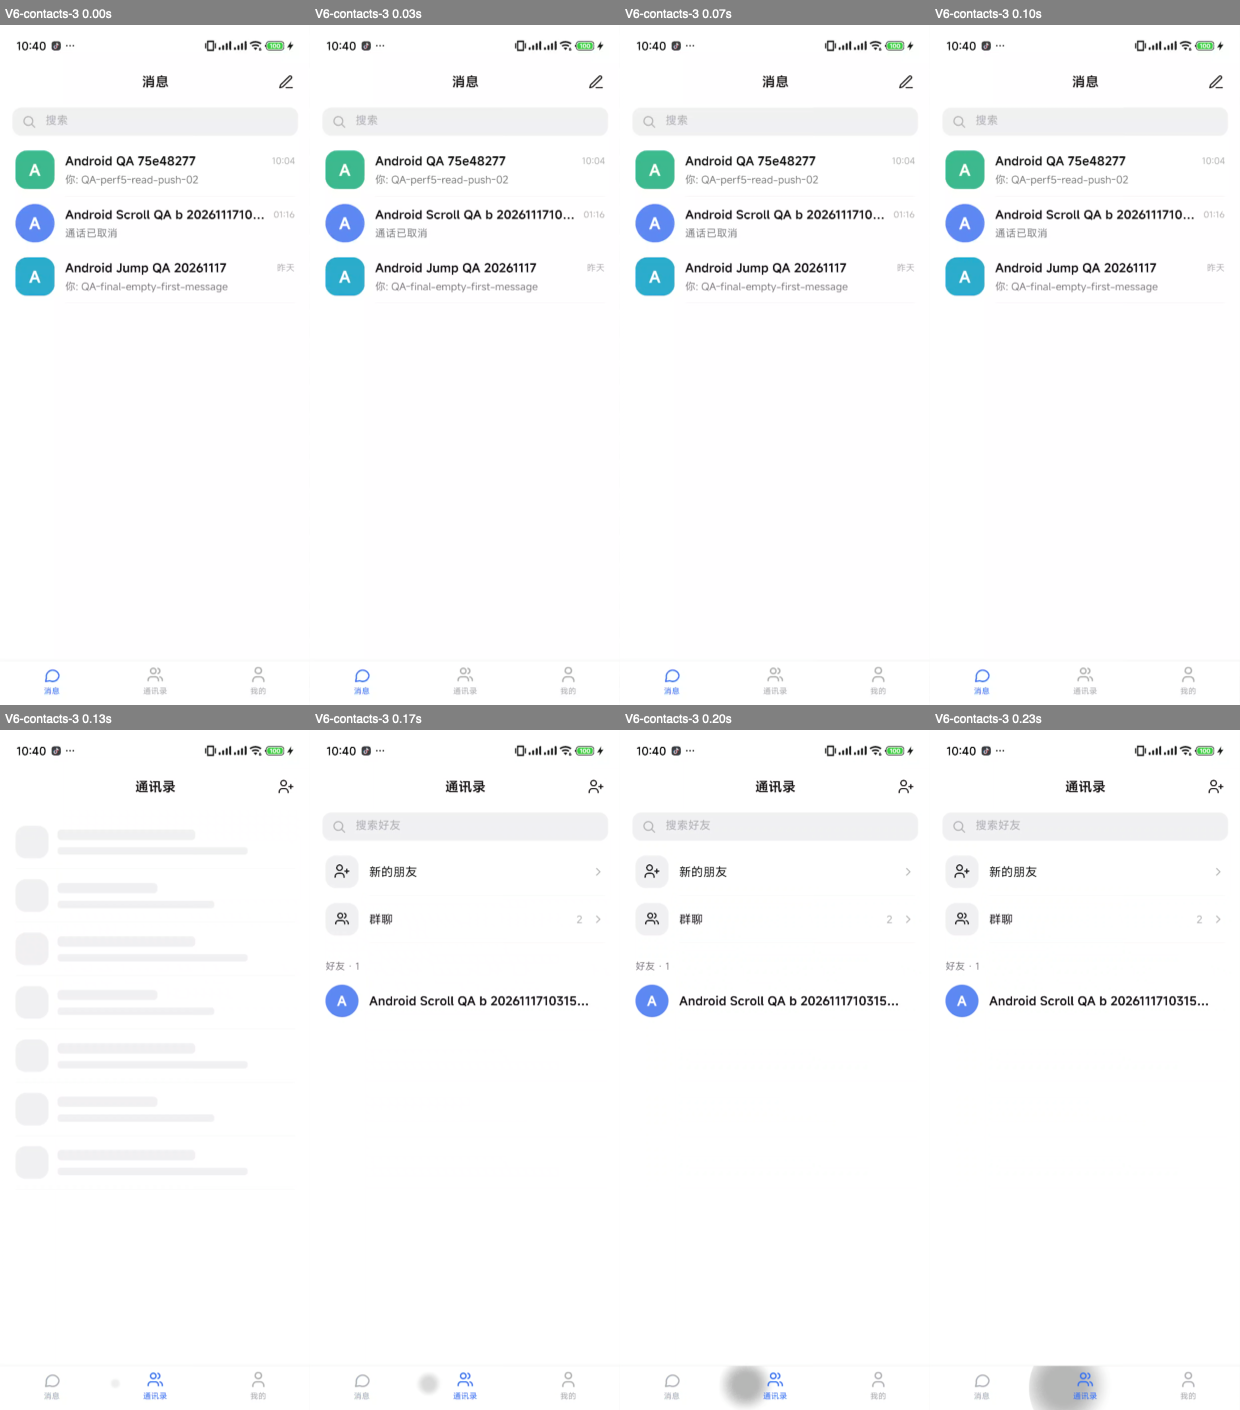 V6-contacts-3 0.00s
10:40 ···
100
消息
搜索
Android QA 75e48277 10:04
你: QA-perf5-read-push-02
Android Scroll QA b 2026111710... 01:16
通话已取消
Android Jump QA 20261117 昨天
你: QA-final-empty-first-message
A
A
A
消息 通讯录 我的
V6-contacts-3 0.03s
10:40 ···
100
消息
搜索
Android QA 75e48277 10:04
你: QA-perf5-read-push-02
Android Scroll QA b 2026111710... 01:16
通话已取消
Android Jump QA 20261117 昨天
你: QA-final-empty-first-message
A
A
A
消息 通讯录 我的
V6-contacts-3 0.07s
10:40 ···
100
消息
搜索
Android QA 75e48277 10:04
你: QA-perf5-read-push-02
Android Scroll QA b 2026111710... 01:16
通话已取消
Android Jump QA 20261117 昨天
你: QA-final-empty-first-message
A
A
A
消息 通讯录 我的
V6-contacts-3 0.10s
10:40 ···
100
消息
搜索
Android QA 75e48277 10:04
你: QA-perf5-read-push-02
Android Scroll QA b 2026111710... 01:16
通话已取消
Android Jump QA 20261117 昨天
你: QA-final-empty-first-message
A
A
A
消息 通讯录 我的
V6-contacts-3 0.13s
10:40 ···
100
通讯录
消息 通讯录 我的
V6-contacts-3 0.17s
10:40 ···
100
通讯录
搜索好友
新的朋友
群聊 2
好友 · 1
A Android Scroll QA b 2026111710315...
消息 通讯录 我的
V6-contacts-3 0.20s
10:40 ···
100
通讯录
搜索好友
新的朋友
群聊 2
好友 · 1
A Android Scroll QA b 2026111710315...
消息 通讯录 我的
V6-contacts-3 0.23s
10:40 ···
100
通讯录
搜索好友
新的朋友
群聊 2
好友 · 1
A Android Scroll QA b 2026111710315...
消息 通讯录 我的